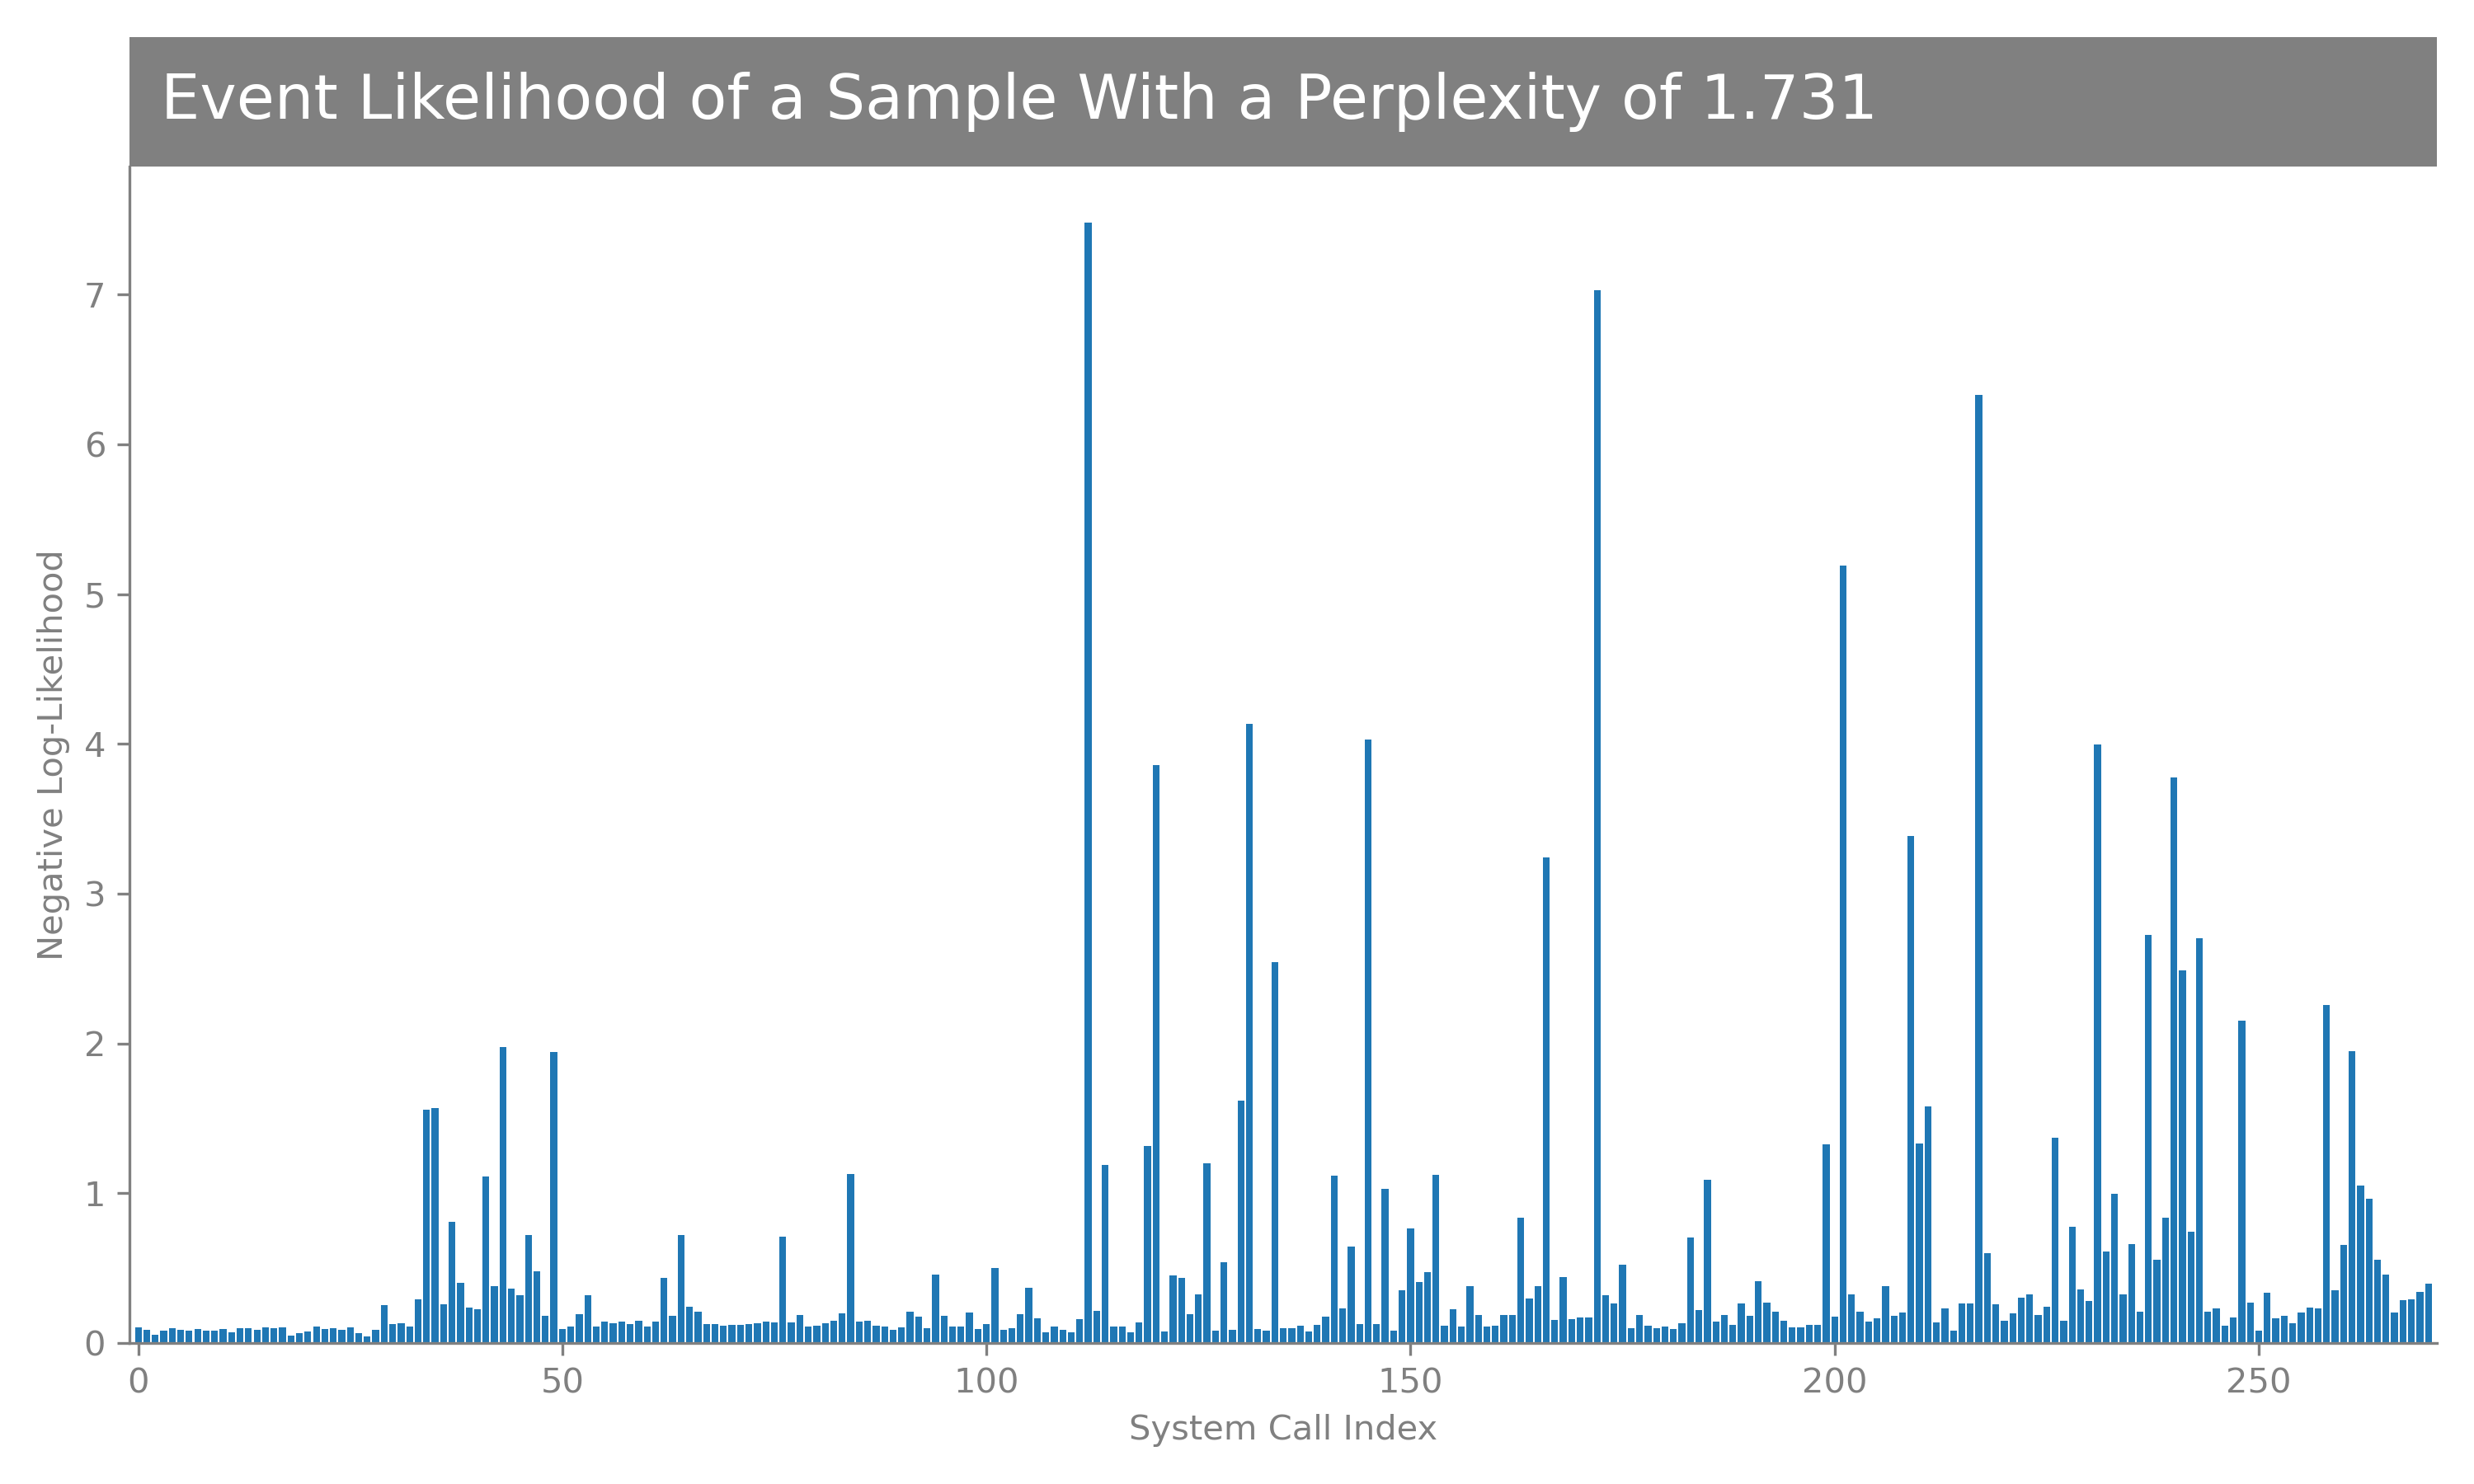 Event Likelihood of a Sample With a Perplexity of 1.731
Negative Log-Likelihood
7
6
5
4
3
2
1
0
0 50 100 150 200 250
System Call Index